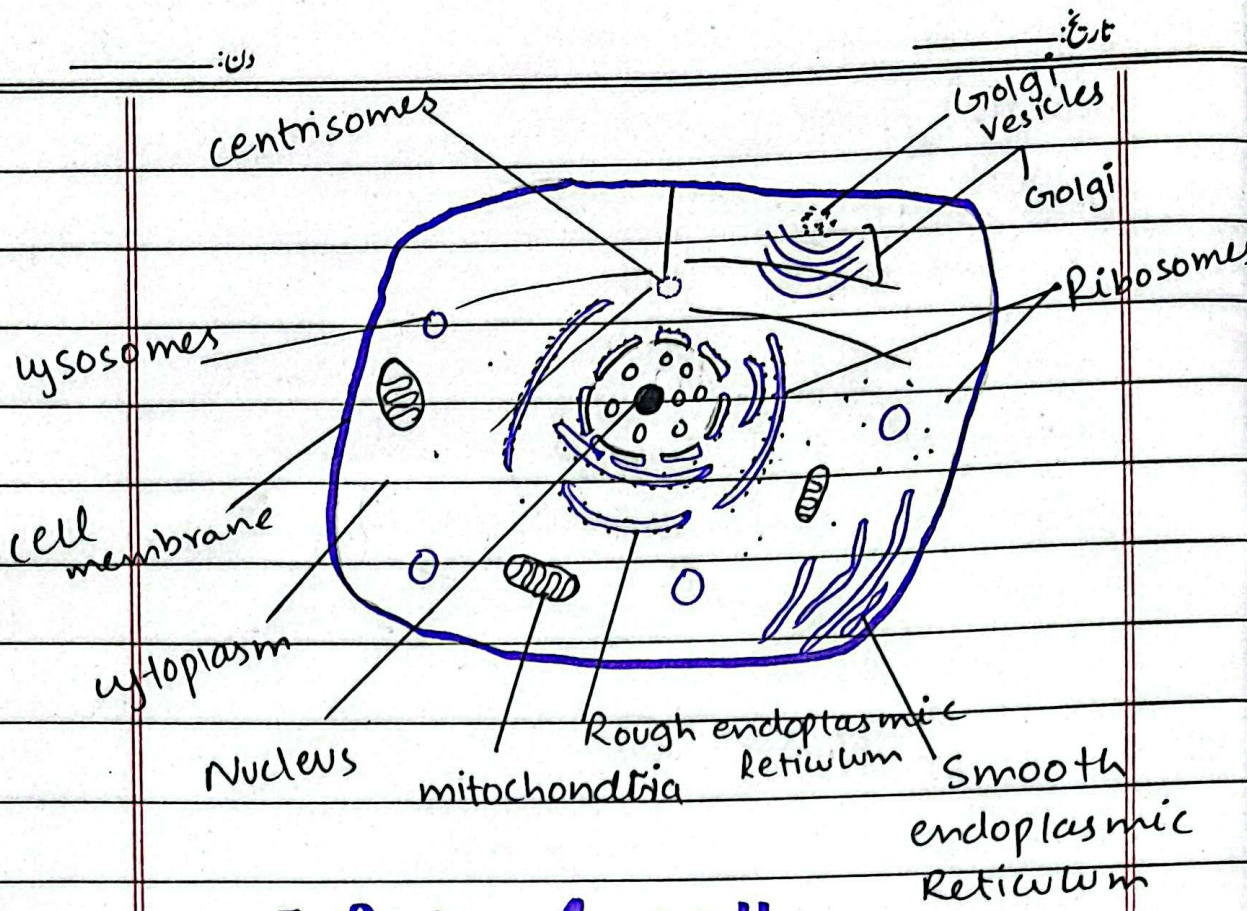 تاریخ:
دن:
Golgi
vesicles
centrisomes
Golgi
Ribosomes
lysosomes
cell
membrane
cytoplasm
Nucleus
mitochondria
Rough endoplasmic
Reticulum
Smooth
endoplasmic
Reticulum